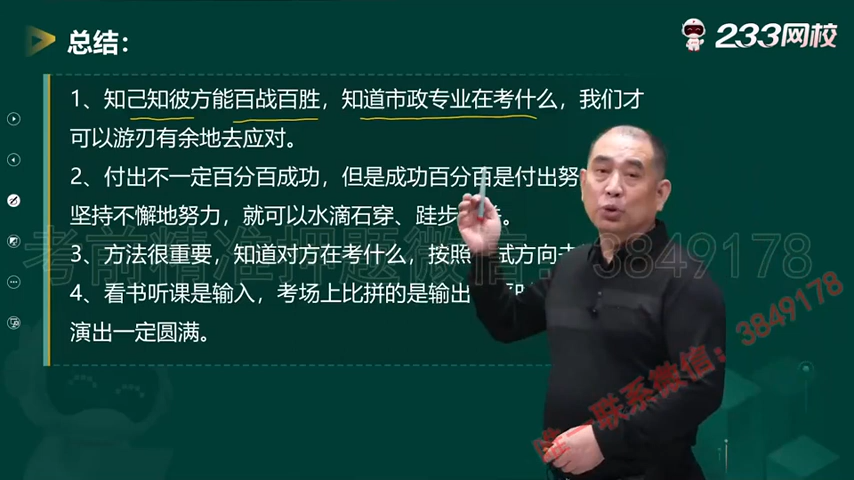 总结：
233网校
1、知己知彼方能百战百胜，知道市政专业在考什么，我们才
可以游刃有余地去应对。
2、付出不一定百分百成功，但是成功百分百是付出努
坚持不懈地努力，就可以水滴石穿、跬步
3、方法很重要，知道对方在考什么，按照 试方向
4、看书听课是输入，考场上比拼的是输出
演出一定圆满。
考前精准押题微信：3849178
唯一联系微信：3849178